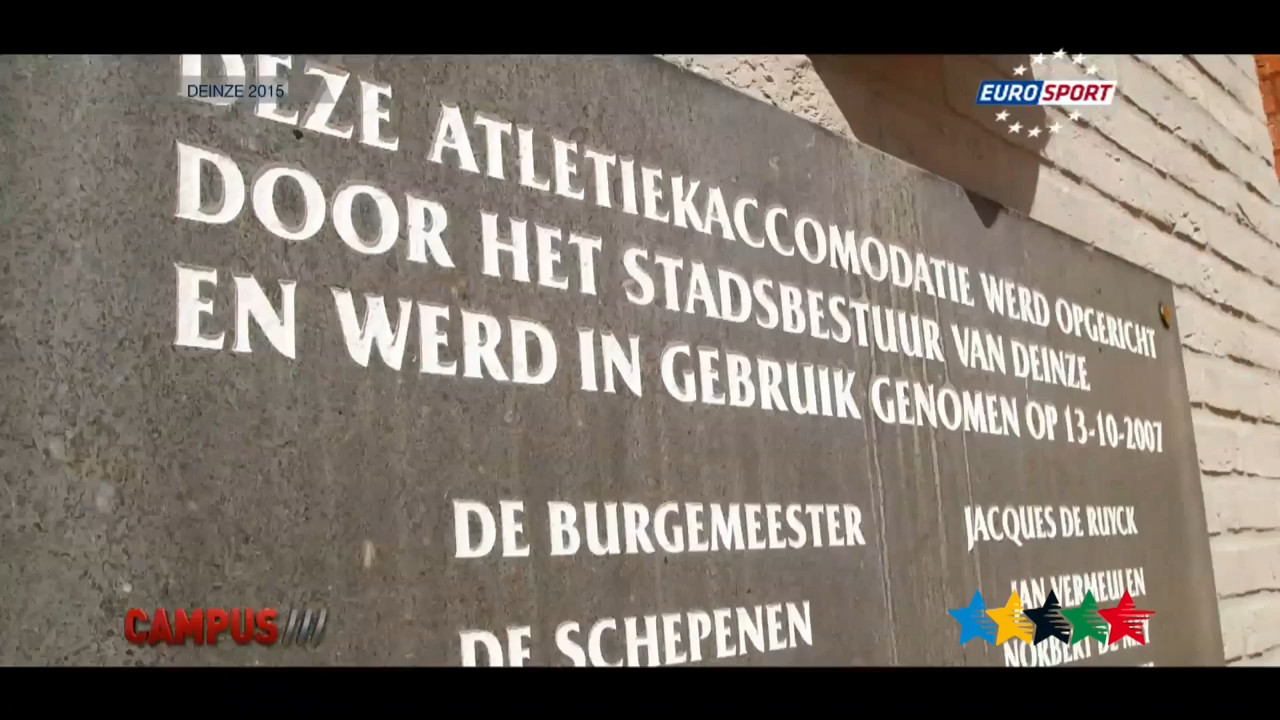 DEINZE 2015
EUROSPORT
DEZE ATLETIEKACCOMODATIE WERD OPGERICHT
DOOR HET STADSBESTUUR VAN DEINZE
EN WERD IN GEBRUIK GENOMEN OP 13-10-2007
DE BURGEMEESTER JACQUES DE RUYCK
DE SCHEPENEN JAN VERMEULEN
NORBERT DE
CAMPUS